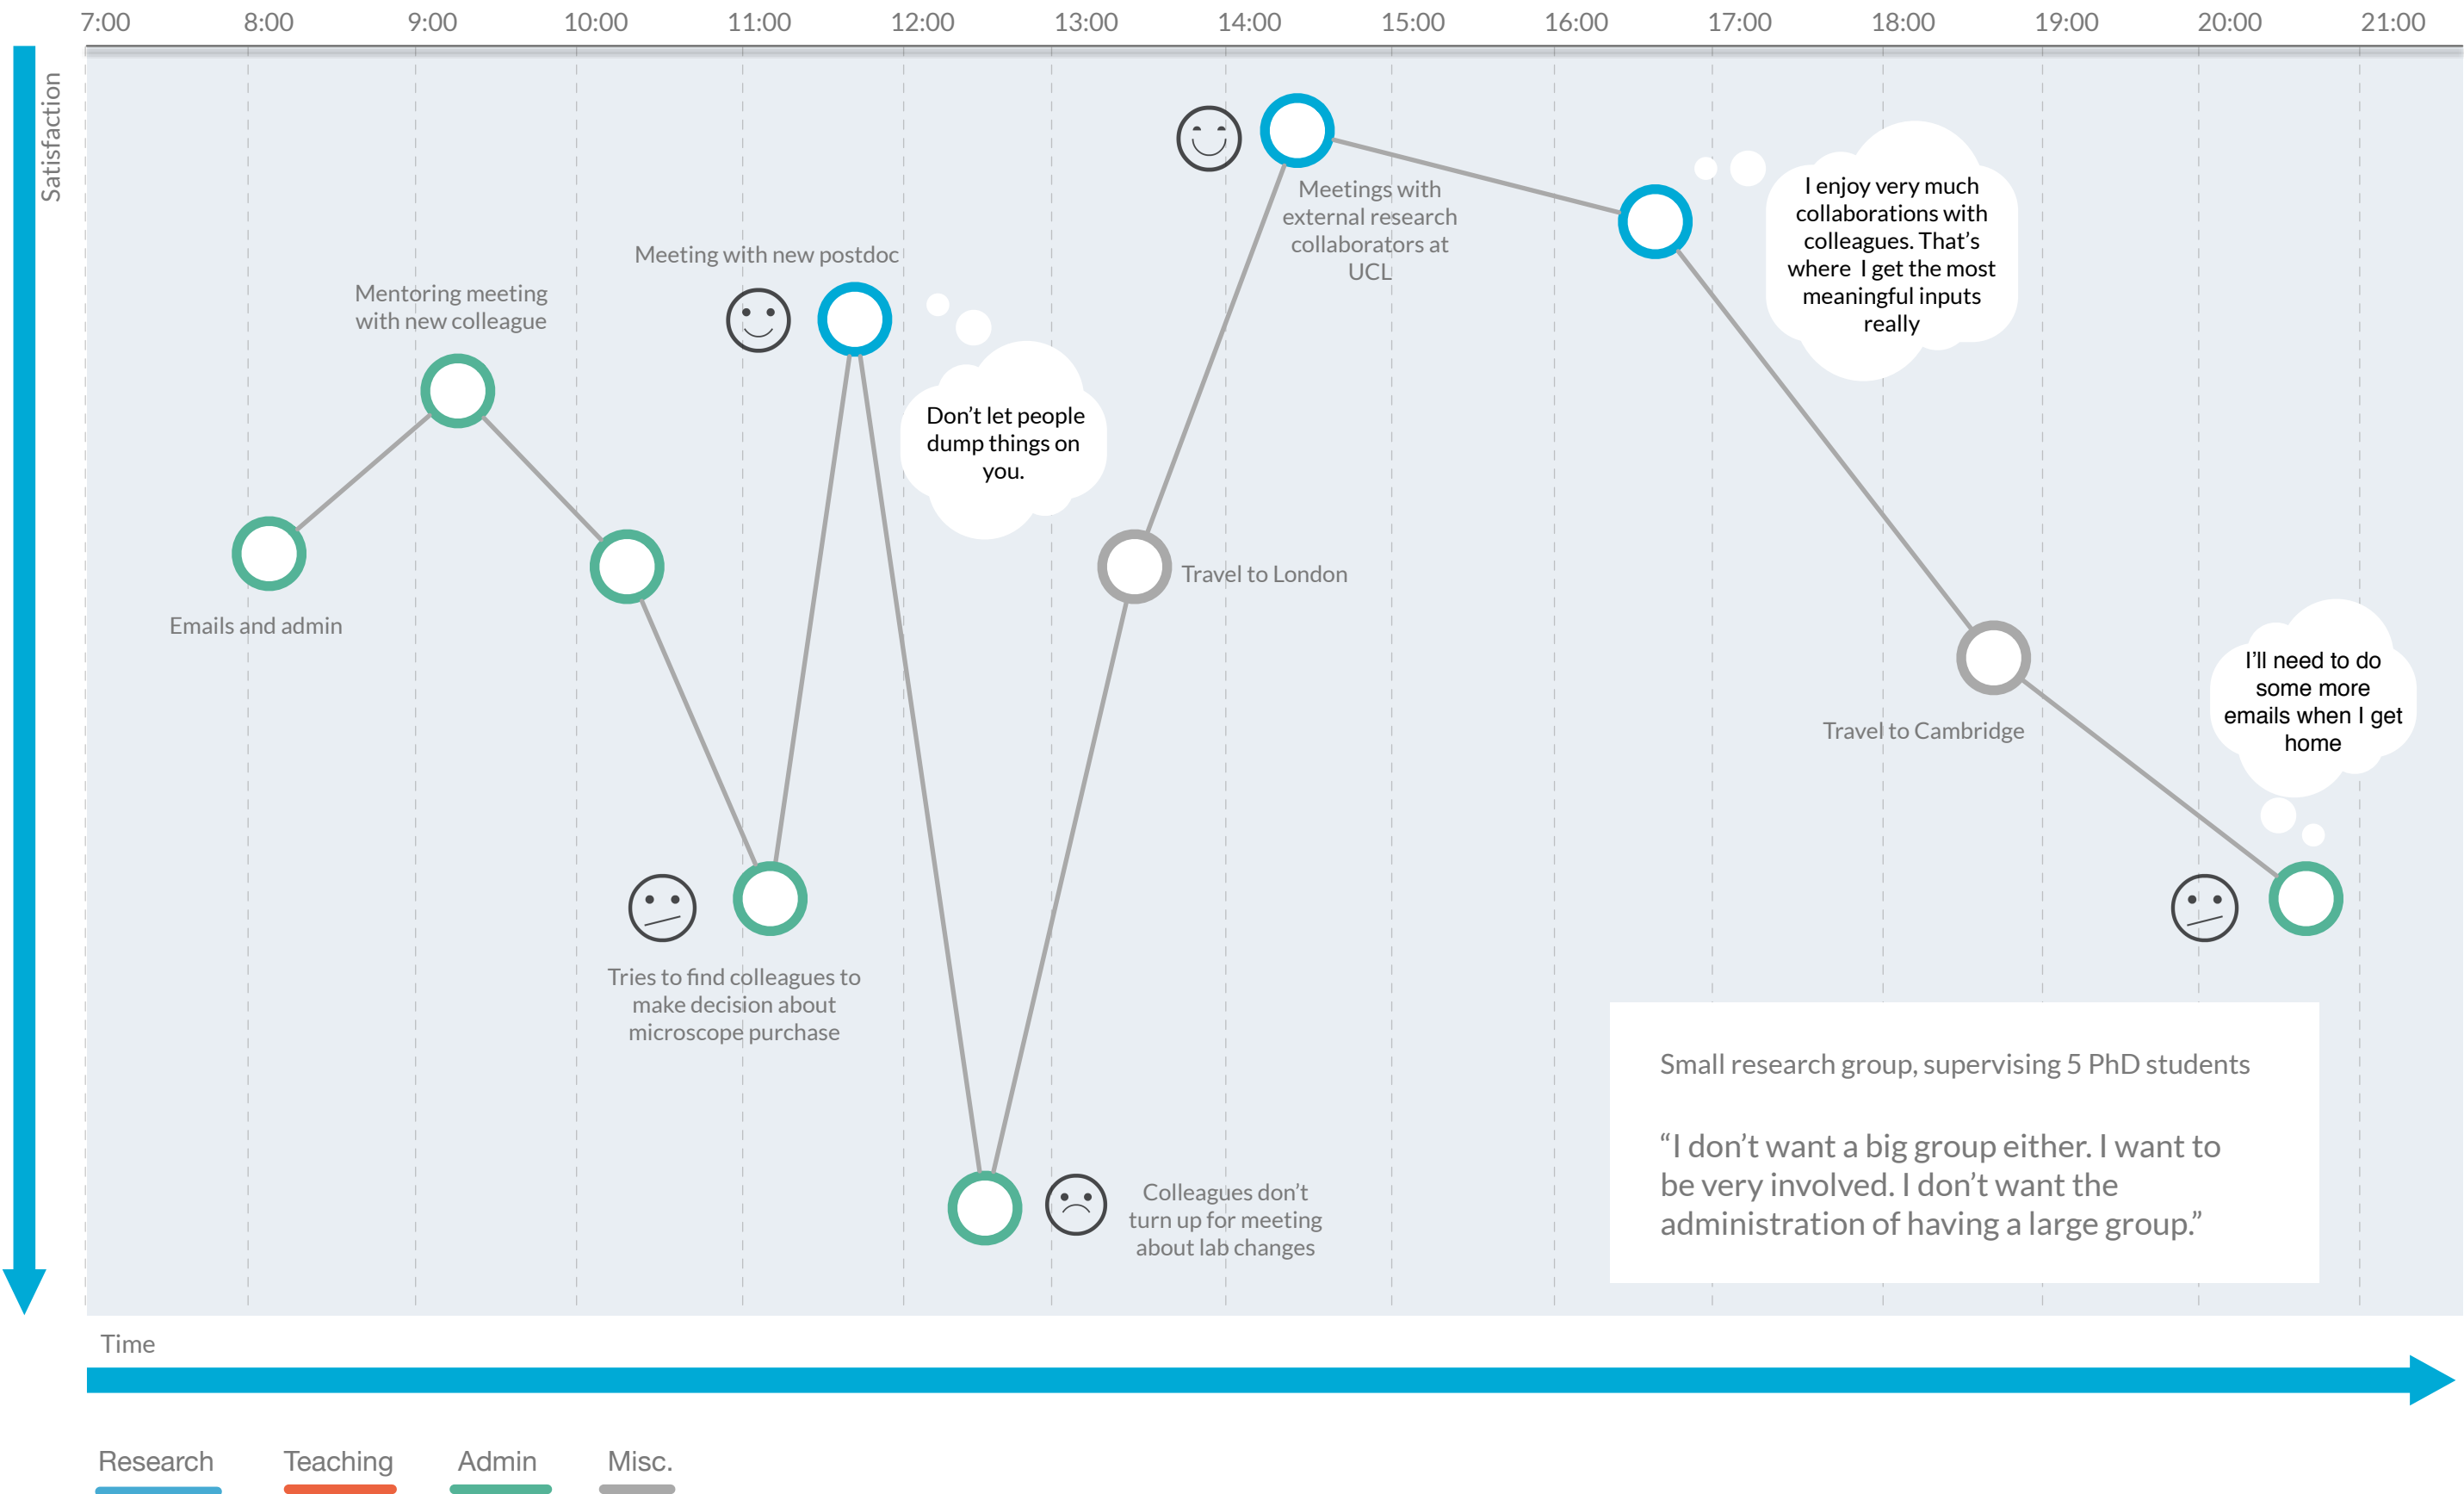 7:00 8:00 9:00 10:00 11:00 12:00 13:00 14:00 15:00 16:00 17:00 18:00 19:00 20:00 21:00
Satisfaction
Emails and admin
Mentoring meeting
with new colleague
Tries to find colleagues to
make decision about
microscope purchase
Meeting with new postdoc
Don’t let people
dump things on
you.
Colleagues don’t
turn up for meeting
about lab changes
Travel to London
Meetings with
external research
collaborators at
UCL
I enjoy very much
collaborations with
colleagues. That’s
where I get the most
meaningful inputs
really
Travel to Cambridge
I’ll need to do
some more
emails when I get
home
Small research group, supervising 5 PhD students
“I don’t want a big group either. I want to
be very involved. I don’t want the
administration of having a large group.”
Time
Research Teaching Admin Misc.